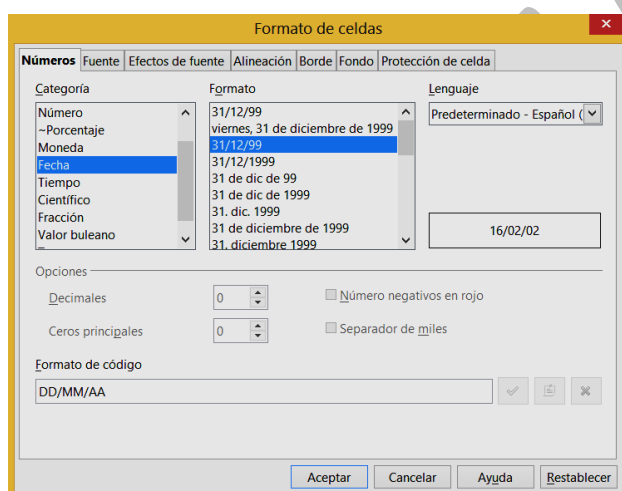 Formato de celdas
Números Fuente Efectos de fuente Alineación Borde Fondo Protección de celda
Categoría
Número
~Porcentaje
Moneda
Fecha
Tiempo
Científico
Fracción
Valor buleano
Formato
31/12/99
viernes, 31 de diciembre de 1999
31/12/99
31/12/1999
31 de dic de 99
31 de dic de 1999
31. dic. 1999
31 de diciembre de 1999
31. diciembre 1999
Lenguaje
Predeterminado - Español (
16/02/02
Opciones
Decimales 0
Ceros principales 0
Número negativos en rojo
Separador de miles
Formato de código
DD/MM/AA
Aceptar Cancelar Ayuda Restablecer